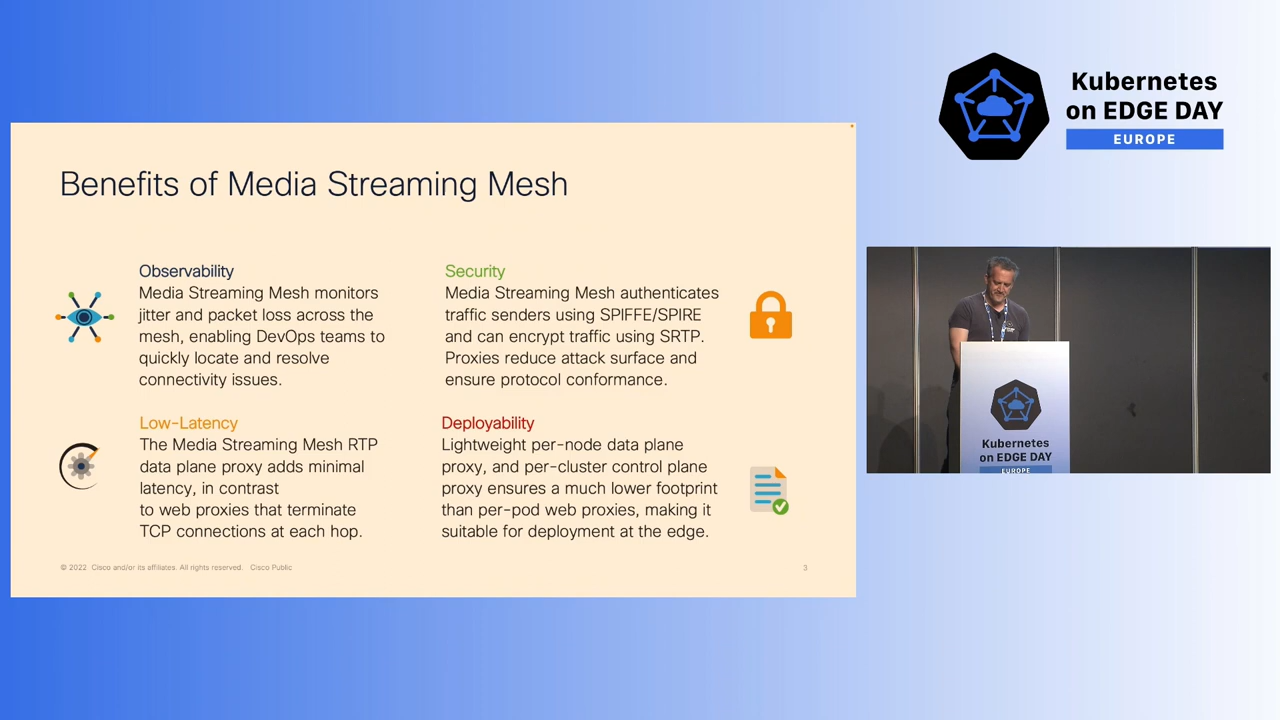 Kubernetes
on EDGE DAY
EUROPE
Benefits of Media Streaming Mesh
Observability
Media Streaming Mesh monitors
jitter and packet loss across the
mesh, enabling DevOps teams to
quickly locate and resolve
connectivity issues.
Security
Media Streaming Mesh authenticates
traffic senders using SPIFFE/SPIRE
and can encrypt traffic using SRTP.
Proxies reduce attack surface and
ensure protocol conformance.
Low-Latency
The Media Streaming Mesh RTP
data plane proxy adds minimal
latency, in contrast
to web proxies that terminate
TCP connections at each hop.
Deployability
Lightweight per-node data plane
proxy, and per-cluster control plane
proxy ensures a much lower footprint
than per-pod web proxies, making it
suitable for deployment at the edge.
© 2022 Cisco and/or its affiliates. All rights reserved. Cisco Public
3
Kubernetes
on EDGE DAY
EUROPE